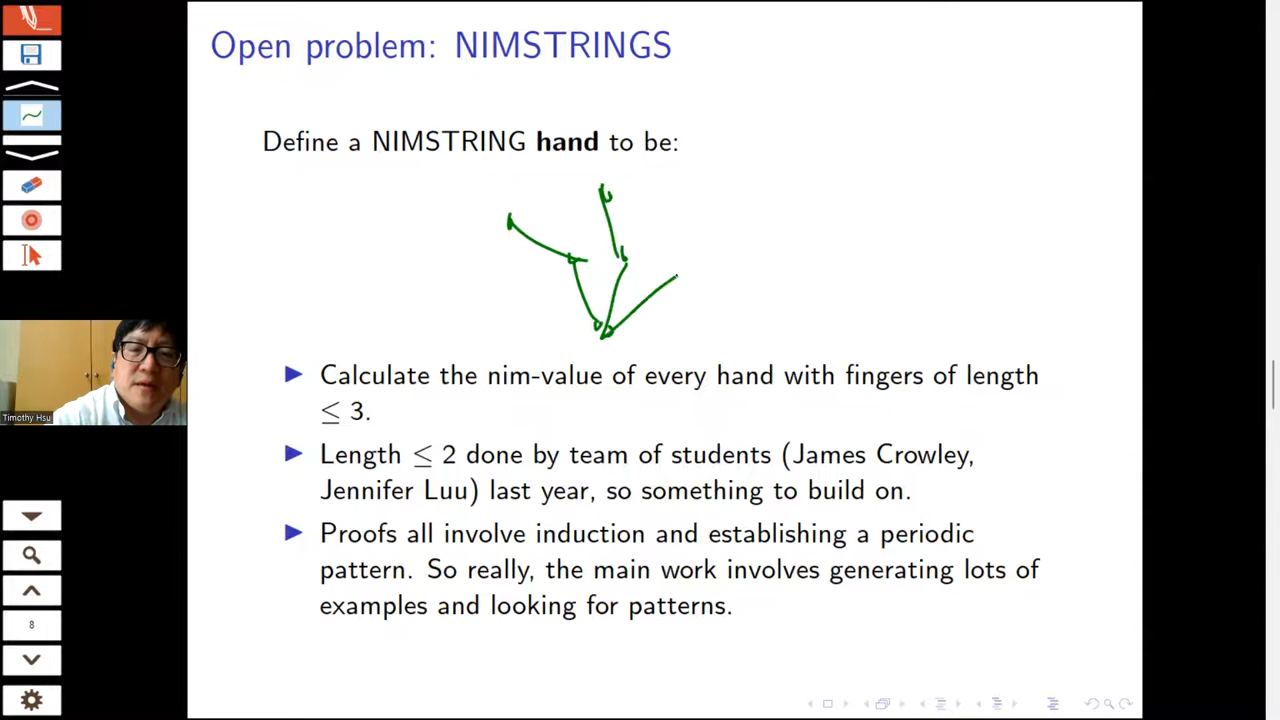 Open problem: NIMSTRINGS
Define a NIMSTRING hand to be:
Calculate the nim-value of every hand with fingers of length
≤ 3.
Length ≤ 2 done by team of students (James Crowley,
Jennifer Luu) last year, so something to build on.
Proofs all involve induction and establishing a periodic
pattern. So really, the main work involves generating lots of
examples and looking for patterns.
Timothy Hsu
8